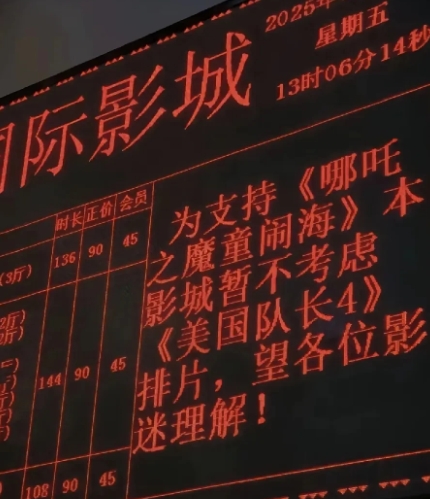 国际影城
2025年
星期五
13时06分14秒
时长 正价 会员
(3厅) 136 90 45
144 90 45
108 90 45
为支持《哪吒
之魔童闹海》本
影城暂不考虑
《美国队长4》
排片，望各位影
迷理解！